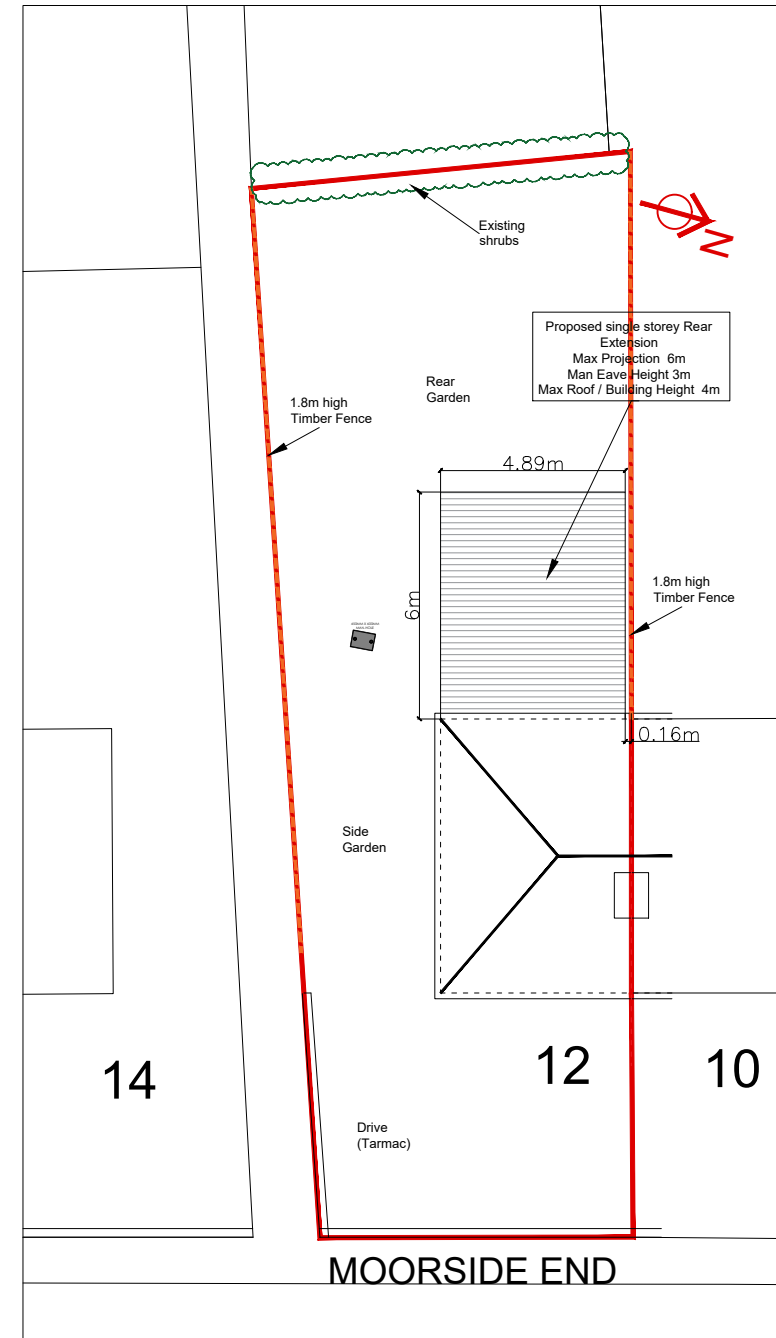 Existing
shrubs
N
Proposed single storey Rear
Extension
Max Projection 6m
Man Eave Height 3m
Max Roof / Building Height 4m
Rear
Garden
1.8m high
Timber Fence
4.89m
6m
1.8m high
Timber Fence
0.16m
Side
Garden
14
12
10
Drive
(Tarmac)
MOORSIDE END